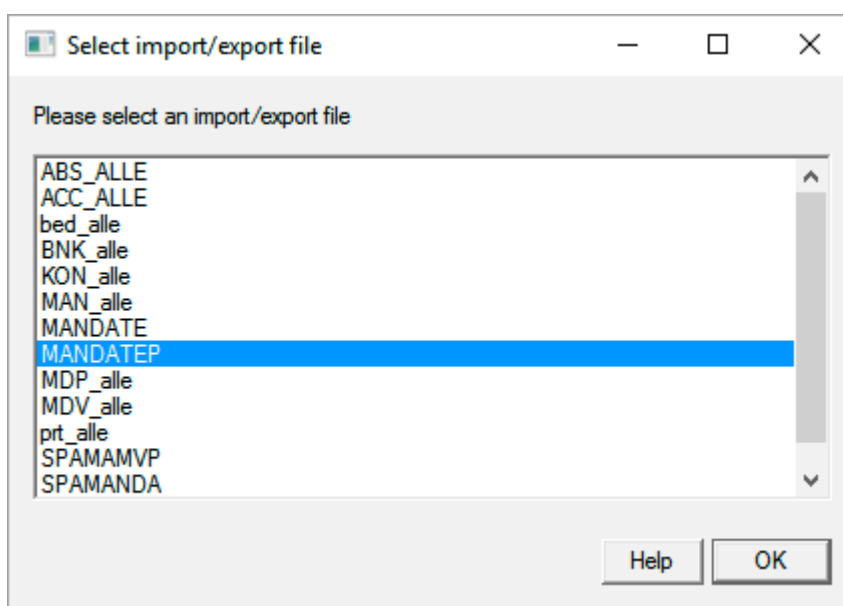 Select import/export file
Please select an import/export file
ABS_ALLE
ACC_ALLE
bed_alle
BNK_alle
KON_alle
MAN_alle
MANDATE
MANDATEP
MDP_alle
MDV_alle
prt_alle
SPAMAMVP
SPAMANDA
Help OK